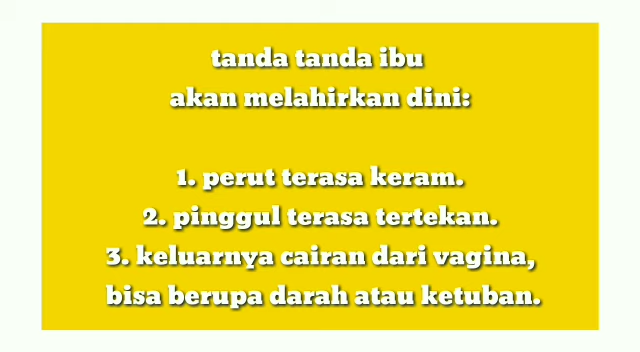 tanda tanda ibu
akan melahirkan dini:
1. perut terasa keram.
2. pinggul terasa tertekan.
3. keluarnya cairan dari vagina,
bisa berupa darah atau ketuban.